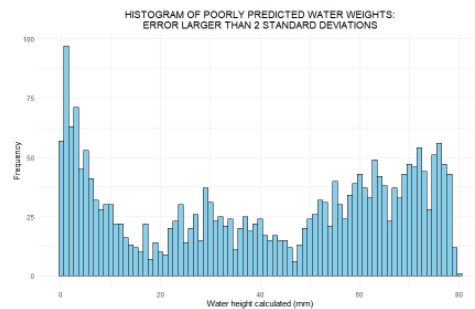 HISTOGRAM OF POORLY PREDICTED WATER WEIGHTS:
ERROR LARGER THAN 2 STANDARD DEVIATIONS
100
75
50
25
0
Frequency
0
20
40
60
80
Water height calculated (mm)